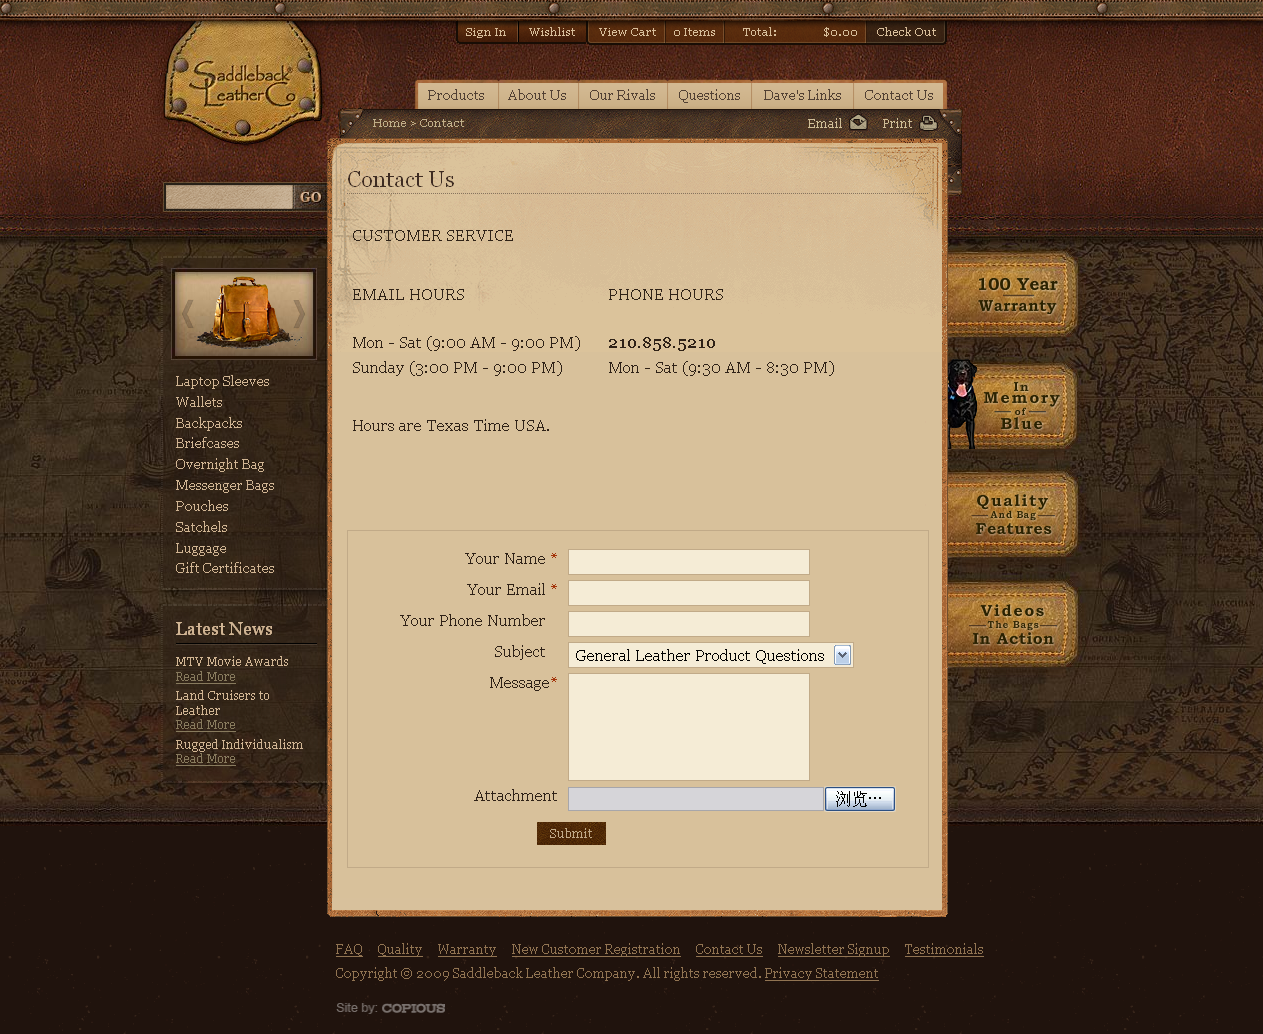 Sign In Wishlist View Cart 0 Items Total: $0.00 Check Out
Saddleback
Leather Co
Products About Us Our Rivals Questions Dave's Links Contact Us
Home > Contact Email Print
Contact Us
GO
CUSTOMER SERVICE
EMAIL HOURS PHONE HOURS
Mon - Sat (9:00 AM - 9:00 PM) 210.858.5210
Sunday (3:00 PM - 9:00 PM) Mon - Sat (9:30 AM - 8:30 PM)
Hours are Texas Time USA.
Your Name *
Your Email *
Your Phone Number
Subject General Leather Product Questions
Message*
Attachment 浏览…
Submit
Laptop Sleeves
Wallets
Backpacks
Briefcases
Overnight Bag
Messenger Bags
Pouches
Satchels
Luggage
Gift Certificates
Latest News
MTV Movie Awards
Read More
Land Cruisers to
Leather
Read More
Rugged Individualism
Read More
100 Year
Warranty
In
Memory
of
Blue
Quality
And Bag
Features
Videos
The Bags
In Action
FAQ Quality Warranty New Customer Registration Contact Us Newsletter Signup Testimonials
Copyright © 2009 Saddleback Leather Company. All rights reserved. Privacy Statement
Site by: COPIOUS